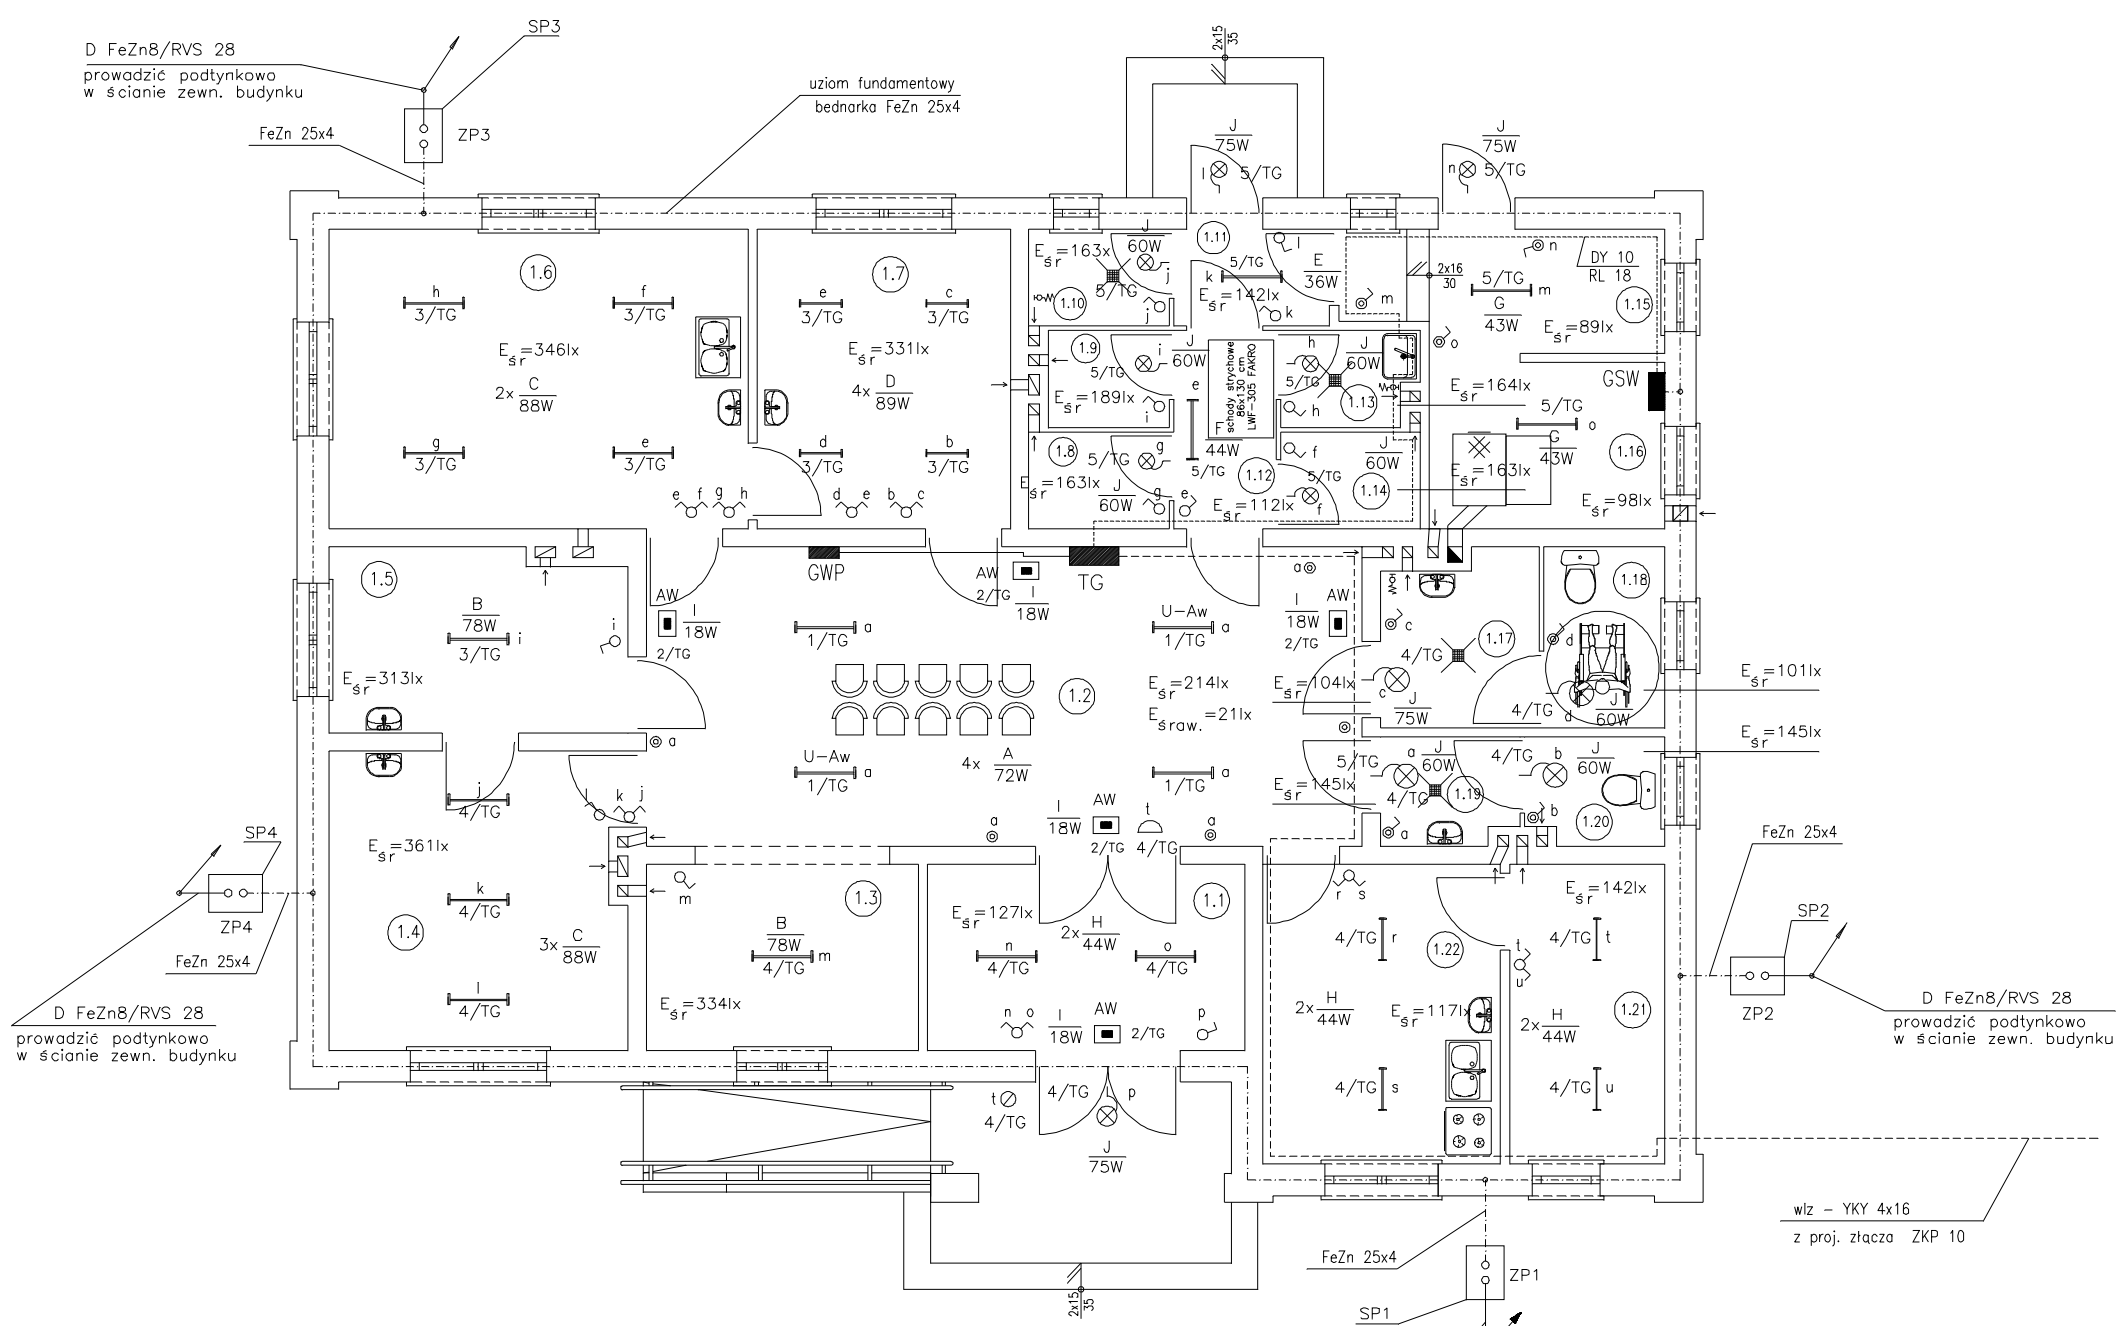 SP3
D FeZn8/RVS 28
prowadzić podtynkowo
w ścianie zewn. budynku
FeZn 25x4
ZP3
uziom fundamentowy
bednarka FeZn 25x4
2x15
35
J
75W
l
5/TG
J
75W
n
5/TG
1.6
h
3/TG
f
3/TG
Eśr=346lx
2x C
88W
g
3/TG
e
3/TG
e f g h
1.7
e
3/TG
c
3/TG
Eśr=331lx
4x D
89W
d
3/TG
b
3/TG
d e b c
Eśr=163x
J
60W
j
5/TG
1.10
j
1.11
k
5/TG
Eśr=142lx
k
l
E
36W
m
2x16
30
n
DY 10
RL 18
5/TG
m
G
43W
1.15
Eśr=89lx
o
1.9
i
J
60W
5/TG
Eśr=189lx
i
e
schody strychowe
86x130 cm
LWF-305 FAKRO
F
44W
5/TG
h
J
60W
5/TG
h
1.13
Eśr=164lx
GSW
5/TG
o
G
43W
1.16
Eśr=163lx
Eśr=98lx
1.8
g
5/TG
Eśr=163lx
J
60W
g
e
1.12
Eśr=112lx
f
J
60W
5/TG
f
1.14
1.5
B
78W
i
3/TG
Eśr=313lx
i
AW
I
18W
2/TG
GWP
AW
2/TG
I
18W
TG
a
U-Aw
1/TG
a
U-Aw
1/TG
a
I
18W
AW
2/TG
1.2
Eśr=214lx
Eśraw.=21lx
4x A
72W
U-Aw
1/TG
a
1/TG
a
a
a
a
Eśr=104lx
Eśr=145lx
c
4/TG
1.17
c
J
75W
1.18
d
4/TG
d
J
60W
Eśr=101lx
Eśr=145lx
5/TG
a
J
60W
4/TG
1.19
a
4/TG
b
J
60W
b
1.20
SP4
ZP4
FeZn 25x4
D FeZn8/RVS 28
prowadzić podtynkowo
w ścianie zewn. budynku
j
4/TG
l k j
Eśr=361lx
k
4/TG
1.4
3x C
88W
l
4/TG
m
1.3
B
78W
m
4/TG
Eśr=334lx
I
18W
AW
2/TG
t
4/TG
1.1
Eśr=127lx
2x H
44W
n
4/TG
o
4/TG
n o
I
18W
AW
2/TG
p
t
4/TG
4/TG
p
J
75W
2x15
35
r s
4/TG
r
1.22
2x H
44W
Eśr=117lx
4/TG
s
Eśr=142lx
4/TG
t
t
u
1.21
2x H
44W
4/TG
u
FeZn 25x4
SP2
ZP2
D FeZn8/RVS 28
prowadzić podtynkowo
w ścianie zewn. budynku
wlz – YKY 4x16
z proj. złącza ZKP 10
FeZn 25x4
ZP1
SP1